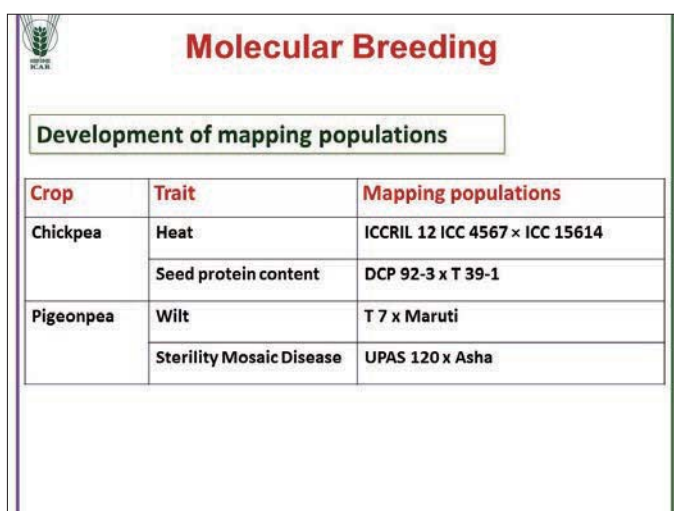 ICAR
Molecular Breeding
Development of mapping populations
Crop Trait Mapping populations
Chickpea Heat ICCRIL 12 ICC 4567 × ICC 15614
Seed protein content DCP 92-3 x T 39-1
Pigeonpea Wilt T 7 x Maruti
Sterility Mosaic Disease UPAS 120 x Asha